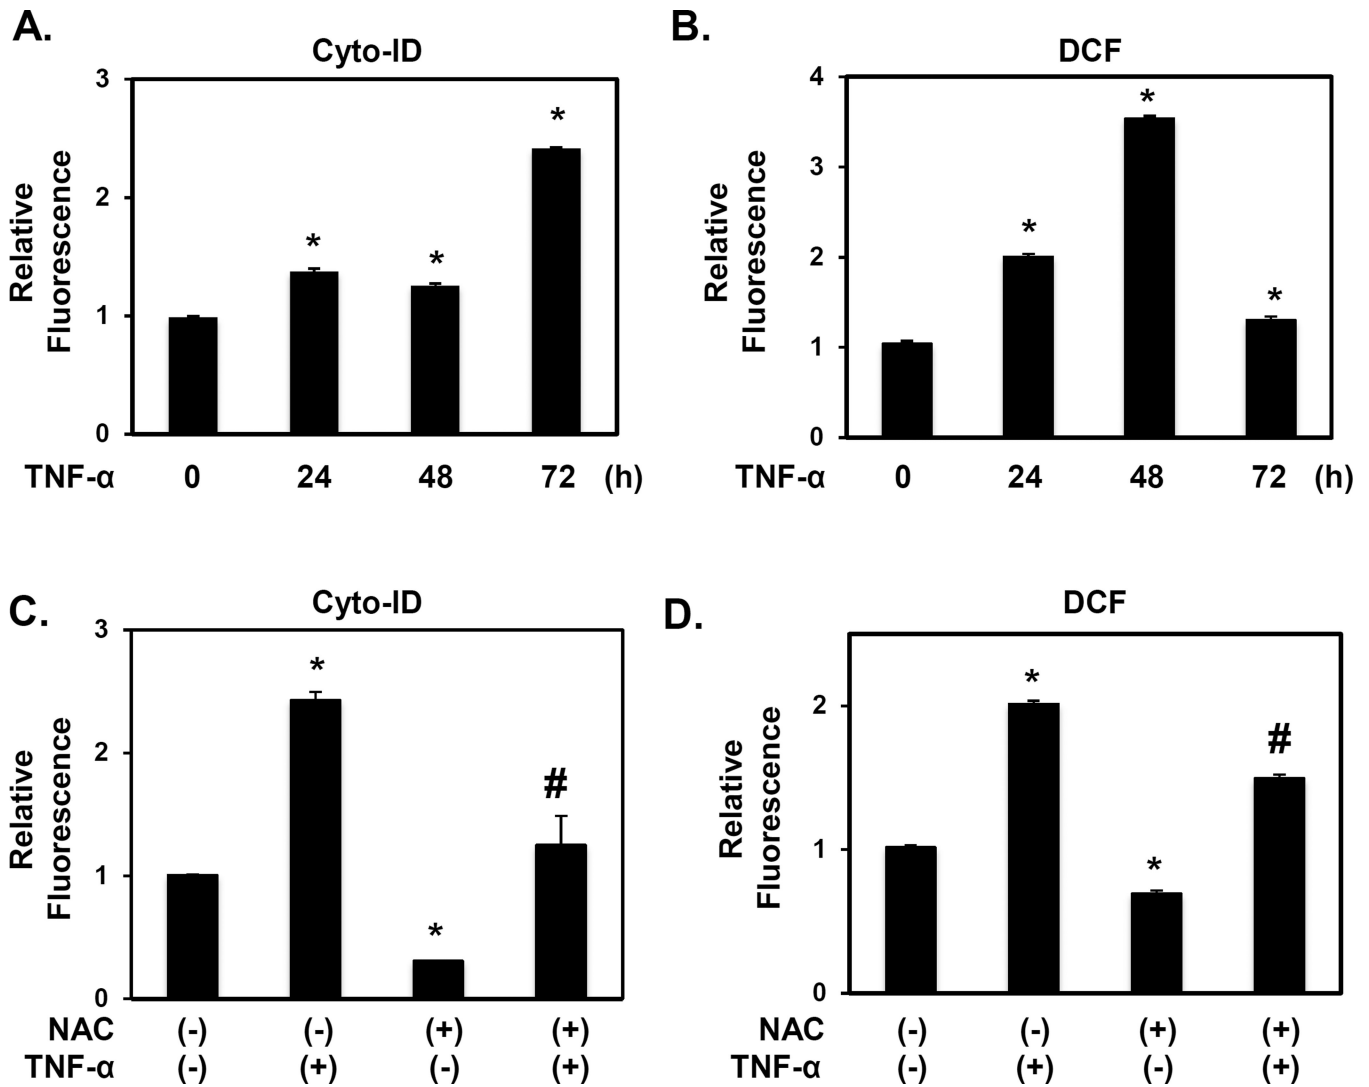 A.
Cyto-ID
3
2
1
0
Relative
Fluorescence
*
*
*
TNF-α 0 24 48 72 (h)
B.
DCF
4
3
2
1
0
Relative
Fluorescence
*
*
*
TNF-α 0 24 48 72 (h)
C.
Cyto-ID
3
2
1
0
Relative
Fluorescence
*
*
#
NAC (-) (-) (+) (+)
TNF-α (-) (+) (-) (+)
D.
DCF
2
1
0
Relative
Fluorescence
*
*
#
NAC (-) (-) (+) (+)
TNF-α (-) (+) (-) (+)